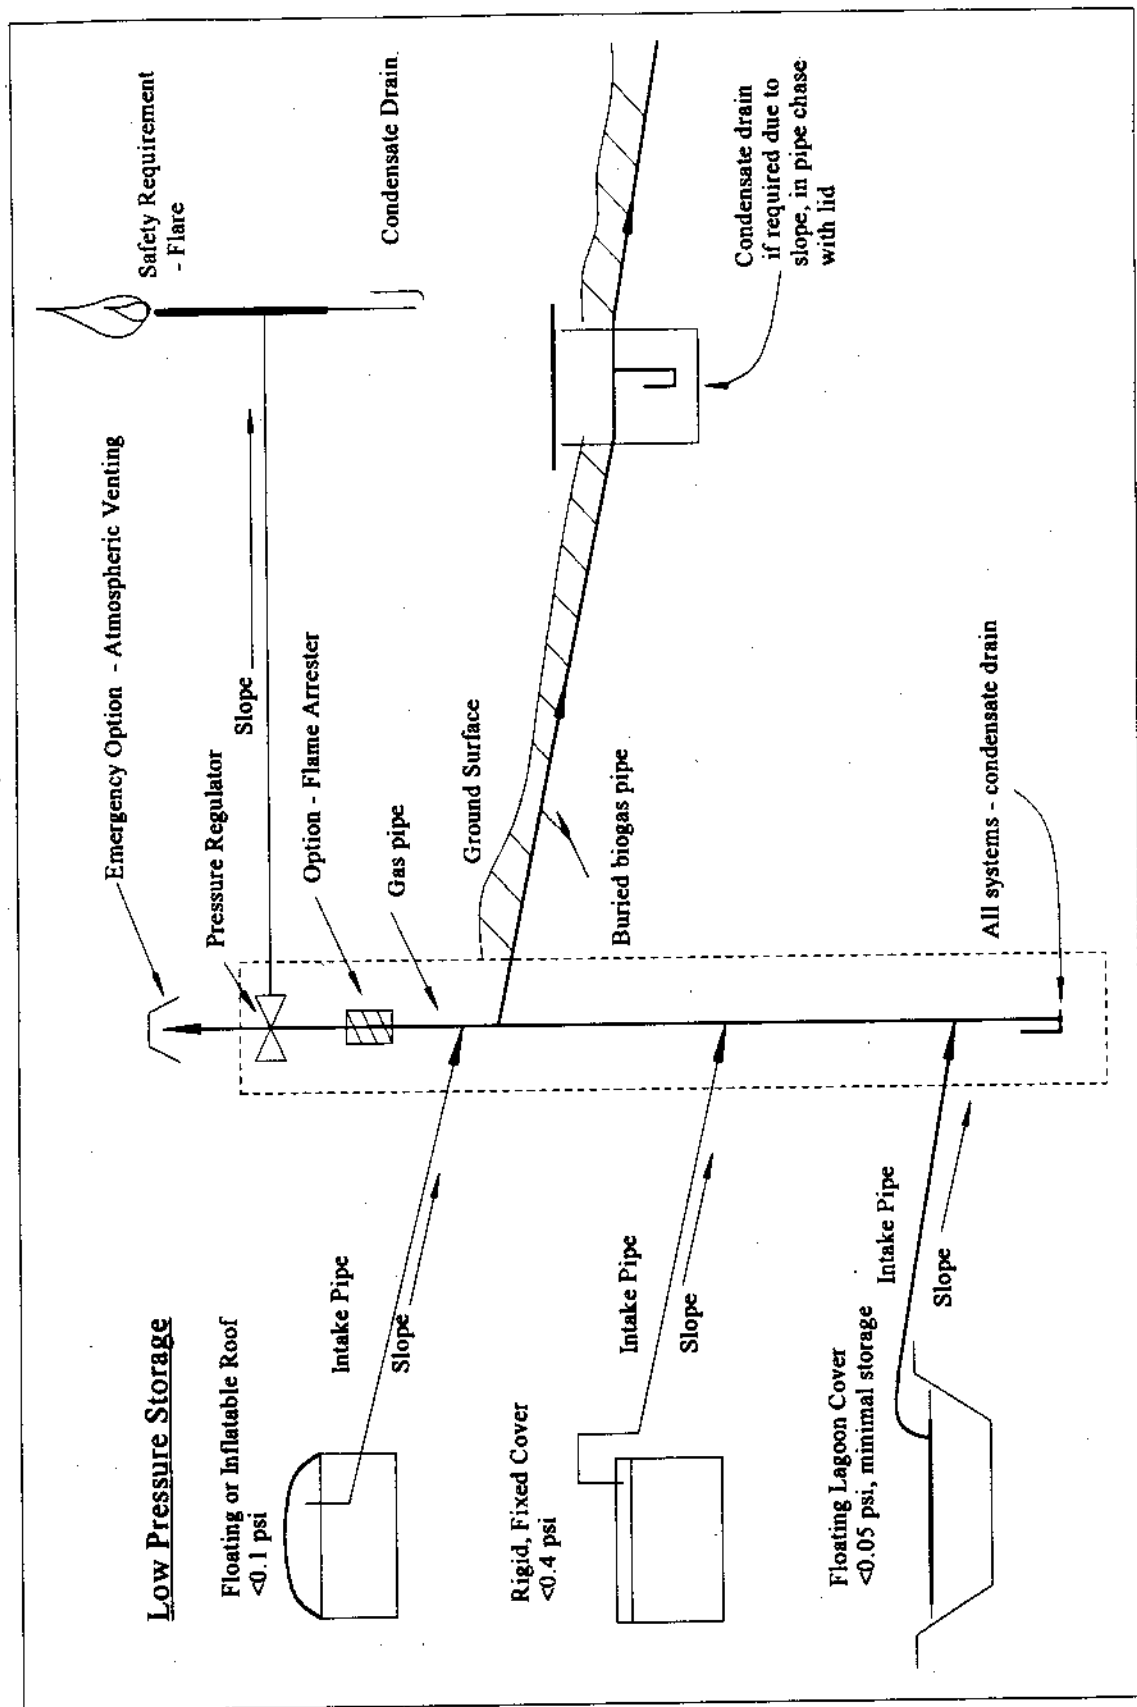 Low Pressure Storage
Floating or Inflatable Roof
<0.1 psi
Intake Pipe
Slope
Rigid, Fixed Cover
<0.4 psi
Intake Pipe
Slope
Floating Lagoon Cover
<0.05 psi, minimal storage
Intake Pipe
Slope
Emergency Option - Atmospheric Venting
Pressure Regulator
Slope
Option - Flame Arrester
Gas pipe
Ground Surface
Buried biogas pipe
All systems - condensate drain
Safety Requirement
- Flare
Condensate Drain
Condensate drain
if required due to
slope, in pipe chase
with lid